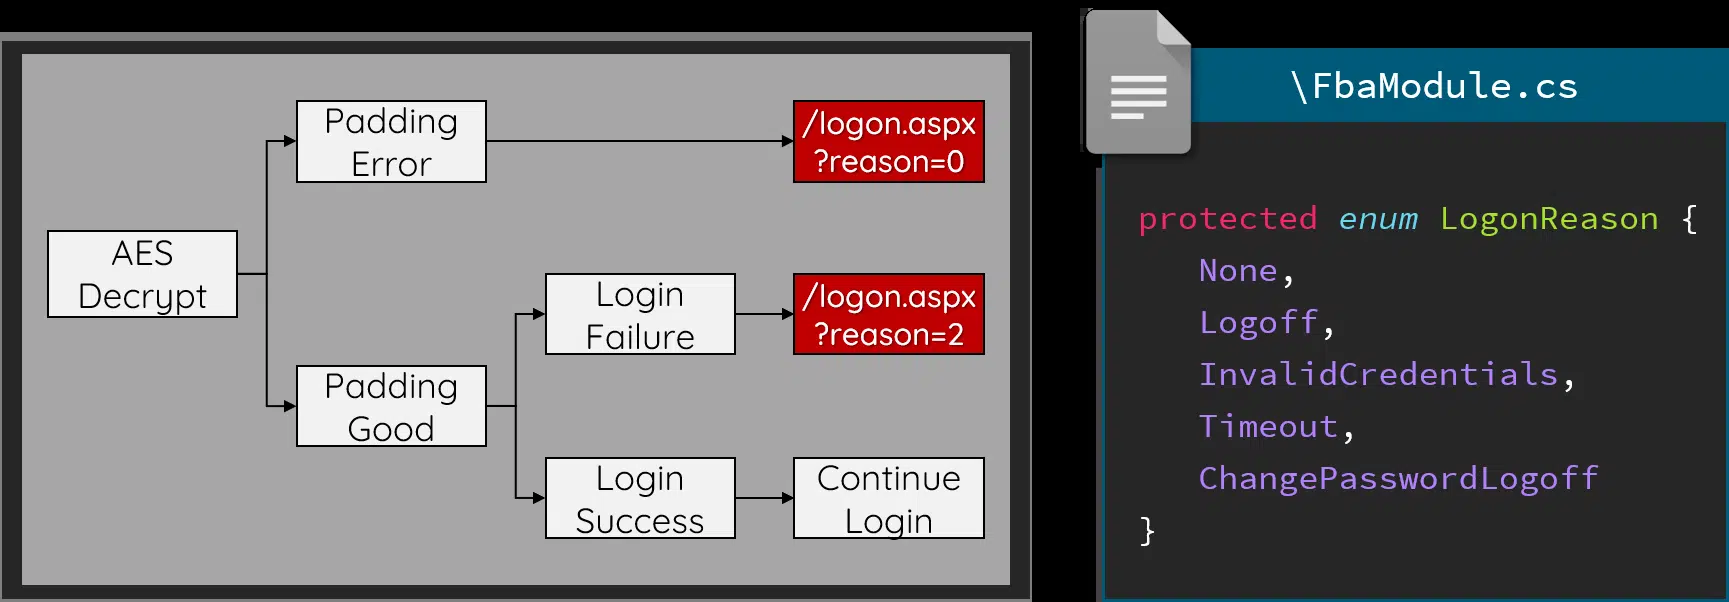 Padding
Error
/logon.aspx
?reason=0
AES
Decrypt
Login
Failure
/logon.aspx
?reason=2
Padding
Good
Login
Success
Continue
Login
\FbaModule.cs
protected enum LogonReason {
None,
Logoff,
InvalidCredentials,
Timeout,
ChangePasswordLogoff
}